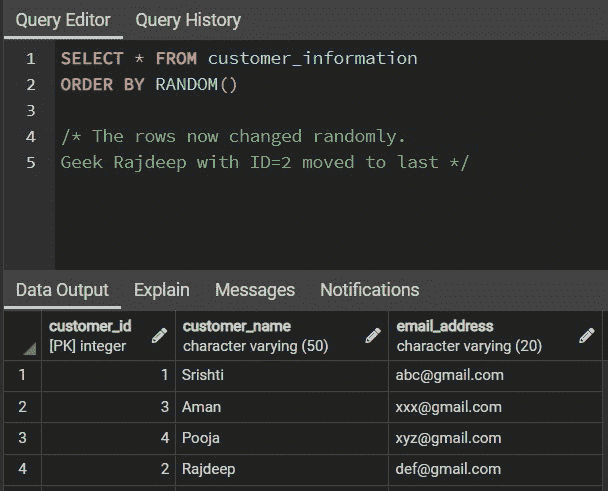 Query Editor Query History
1 SELECT * FROM customer_information
2 ORDER BY RANDOM()
3
4 /* The rows now changed randomly.
5 Geek Rajdeep with ID=2 moved to last */
Data Output Explain Messages Notifications
customer_id customer_name email_address
[PK] integer character varying (50) character varying (20)
1 1 Srishti abc@gmail.com
2 3 Aman xxx@gmail.com
3 4 Pooja xyz@gmail.com
4 2 Rajdeep def@gmail.com